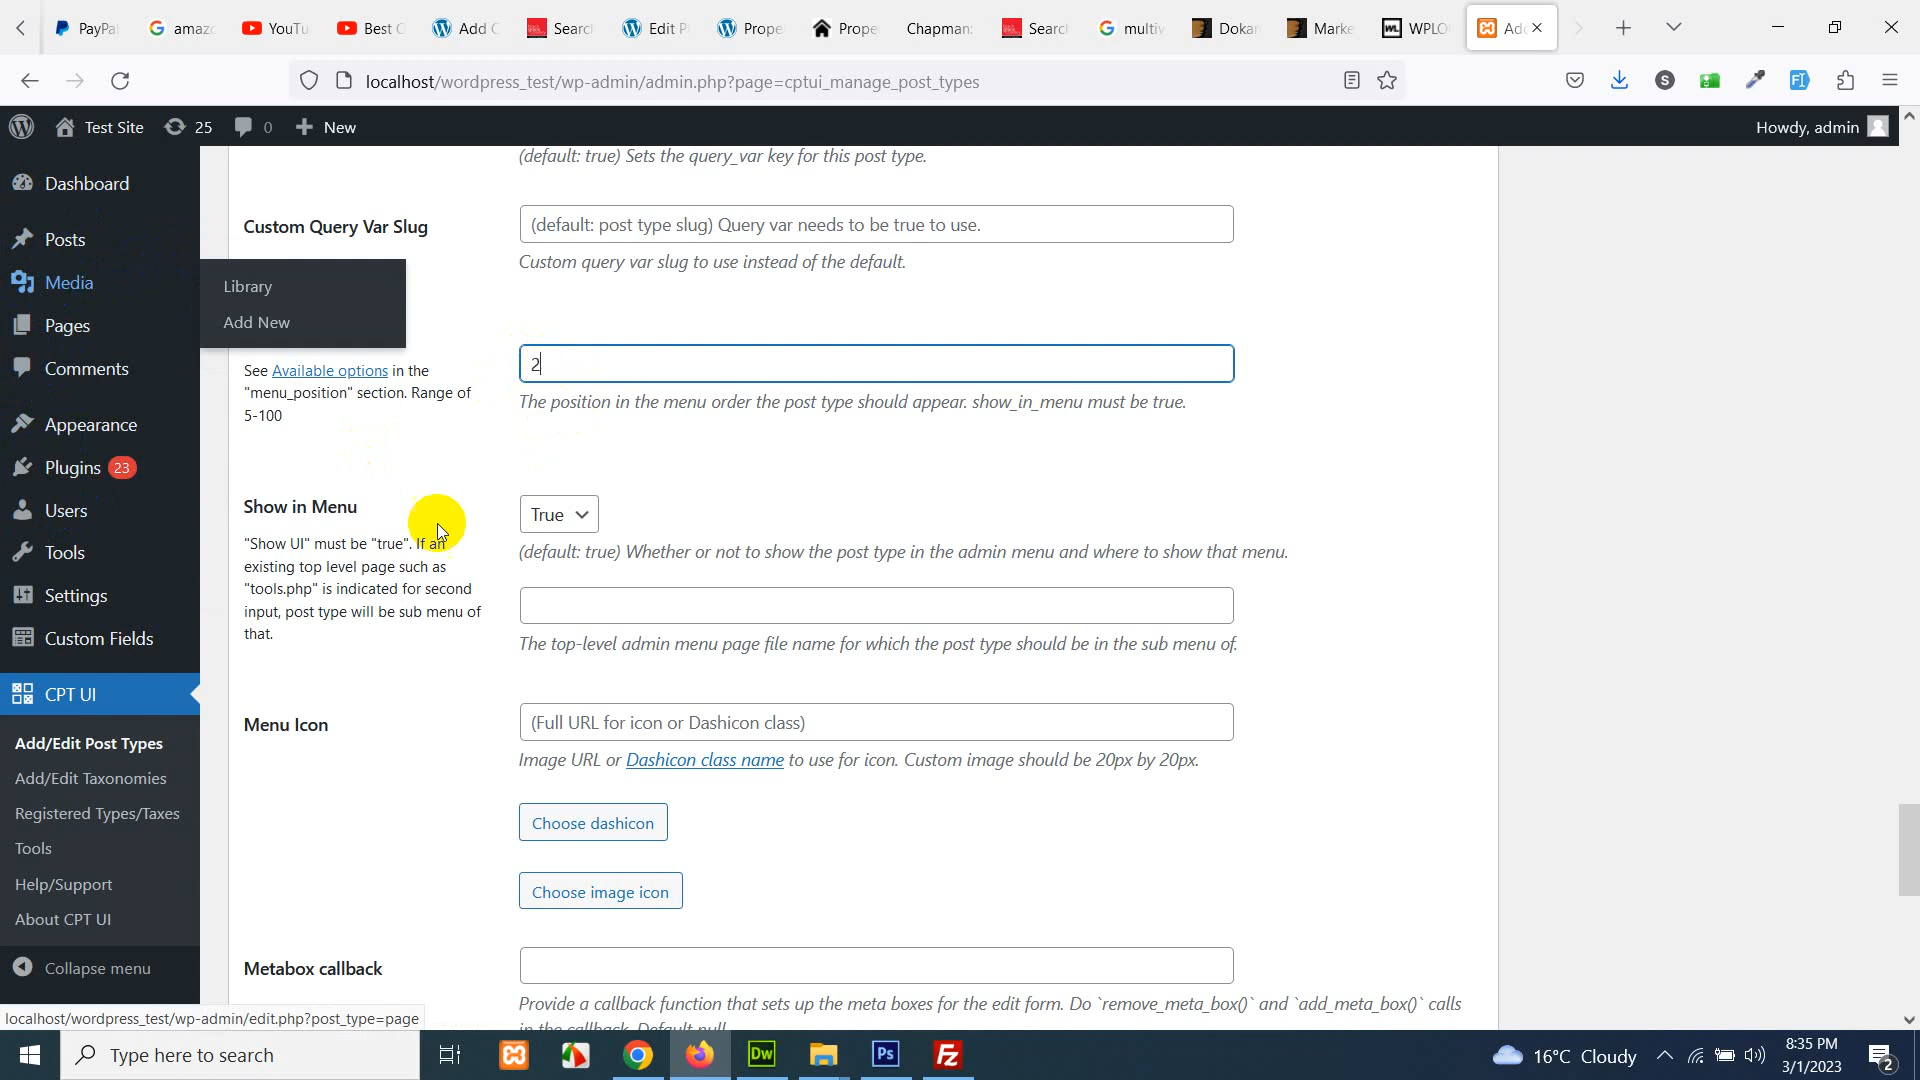 PayPal
amaz
YouTu
Best C
Add C
Searc
Edit P
Prope
Prope
Chapman:
Search
multiv
Dokan
Marke
WPLO
Add
localhost/wordpress_test/wp-admin/admin.php?page=cptui_manage_post_types
Test Site
25
0
New
Howdy, admin
Dashboard
Posts
Media
Pages
Comments
Appearance
Plugins 23
Users
Tools
Settings
Custom Fields
CPT UI
Add/Edit Post Types
Add/Edit Taxonomies
Registered Types/Taxes
Tools
Help/Support
About CPT UI
Collapse menu
Library
Add New
(default: true) Sets the query_var key for this post type.
Custom Query Var Slug
(default: post type slug) Query var needs to be true to use.
Custom query var slug to use instead of the default.
See Available options in the
"menu_position" section. Range of
5-100
2
The position in the menu order the post type should appear. show_in_menu must be true.
Show in Menu
"Show UI" must be "true". If an
existing top level page such as
"tools.php" is indicated for second
input, post type will be sub menu of
that.
True
(default: true) Whether or not to show the post type in the admin menu and where to show that menu.
The top-level admin menu page file name for which the post type should be in the sub menu of.
Menu Icon
(Full URL for icon or Dashicon class)
Image URL or Dashicon class name to use for icon. Custom image should be 20px by 20px.
Choose dashicon
Choose image icon
Metabox callback
Provide a callback function that sets up the meta boxes for the edit form. Do `remove_meta_box()` and `add_meta_box()` calls
in the callback. Default null.
localhost/wordpress_test/wp-admin/edit.php?post_type=page
Type here to search
16°C Cloudy
8:35 PM
3/1/2023
2